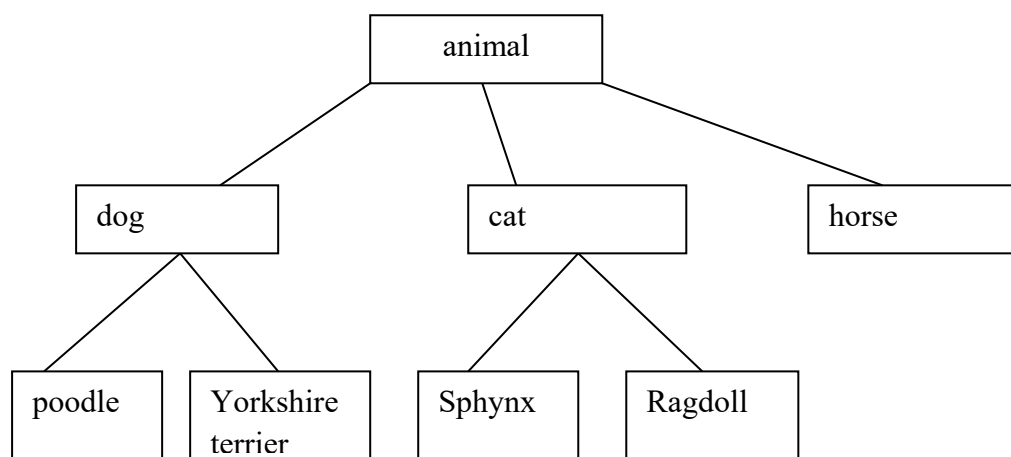 animal
dog
cat
horse
poodle
Yorkshire
terrier
Sphynx
Ragdoll